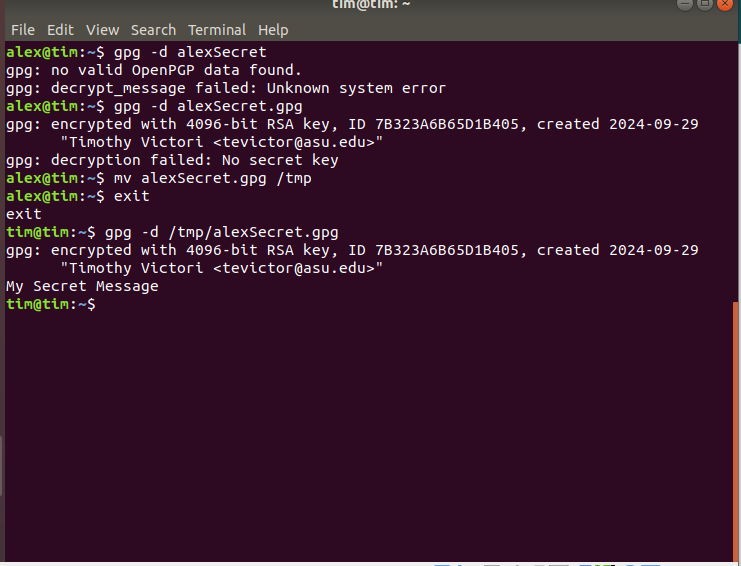 tim@tim: ~
File Edit View Search Terminal Help
alex@tim:~$ gpg -d alexSecret
gpg: no valid OpenPGP data found.
gpg: decrypt_message failed: Unknown system error
alex@tim:~$ gpg -d alexSecret.gpg
gpg: encrypted with 4096-bit RSA key, ID 7B323A6B65D1B405, created 2024-09-29
"Timothy Victori <tevictor@asu.edu>"
gpg: decryption failed: No secret key
alex@tim:~$ mv alexSecret.gpg /tmp
alex@tim:~$ exit
exit
tim@tim:~$ gpg -d /tmp/alexSecret.gpg
gpg: encrypted with 4096-bit RSA key, ID 7B323A6B65D1B405, created 2024-09-29
"Timothy Victori <tevictor@asu.edu>"
My Secret Message
tim@tim:~$